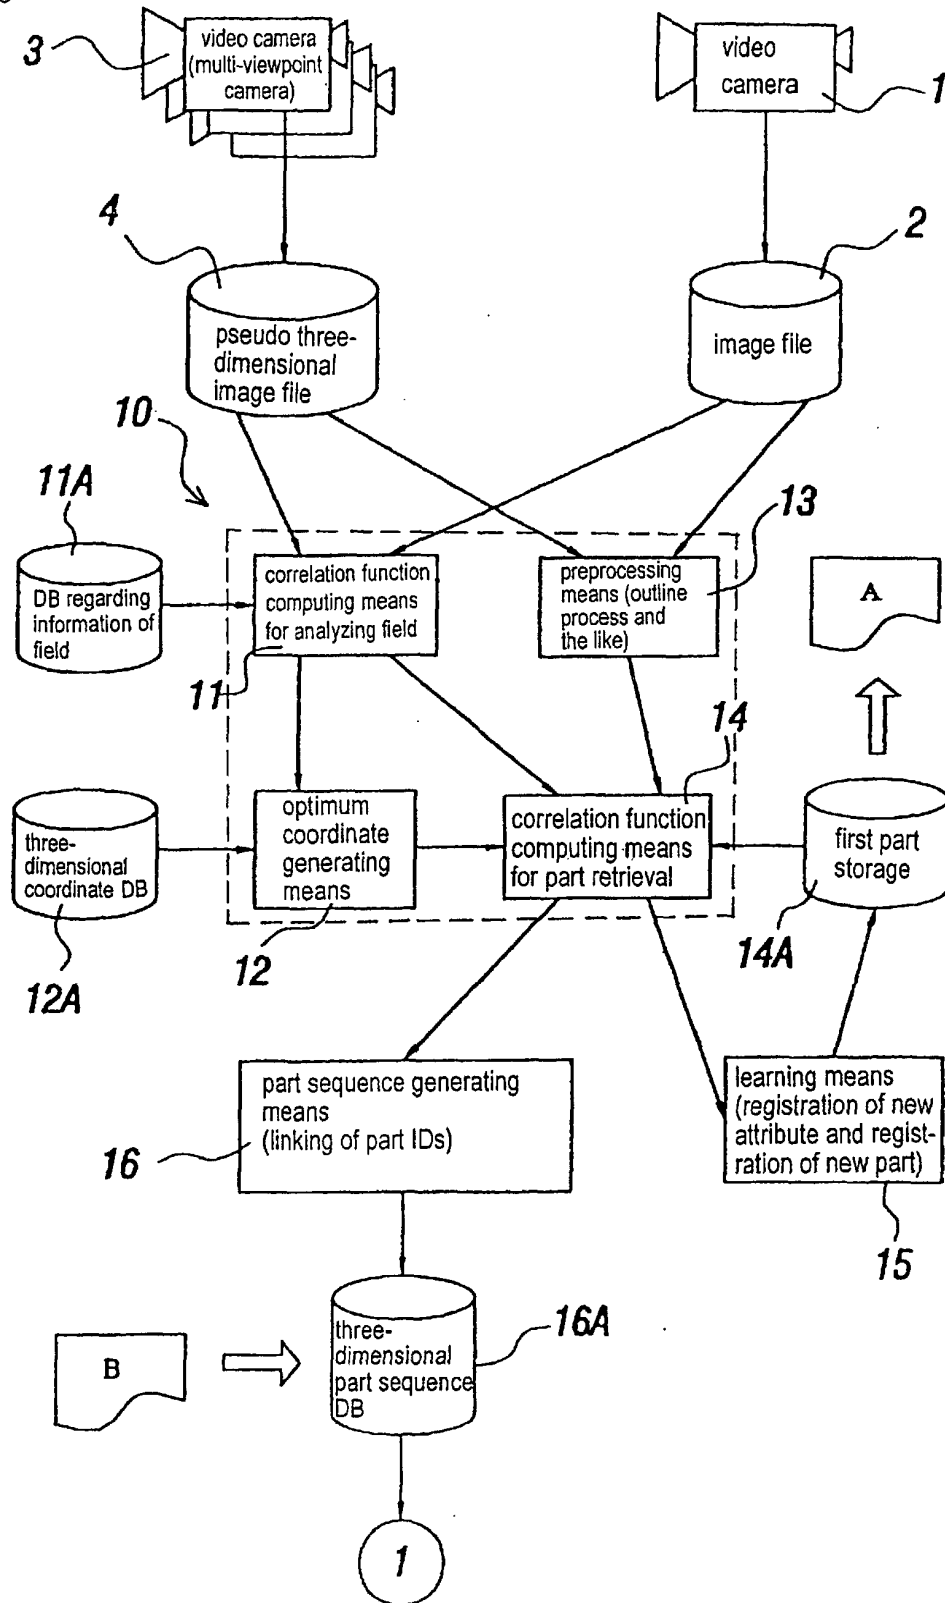 3
video camera
(multi-viewpoint
camera)
video
camera
1
4
pseudo three-
dimensional
image file
2
image file
10
11A
DB regarding
information of
field
correlation function
computing means
for analyzing field
11
13
preprocessing
means (outline
process and
the like)
A
three-
dimensional
coordinate DB
12A
optimum
coordinate
generating
means
12
14
correlation function
computing means
for part retrieval
first part
storage
14A
part sequence generating
means
(linking of part IDs)
16
learning means
(registration of new
attribute and regist-
ration of new part)
15
B
three-
dimensional
part sequence
DB
16A
1